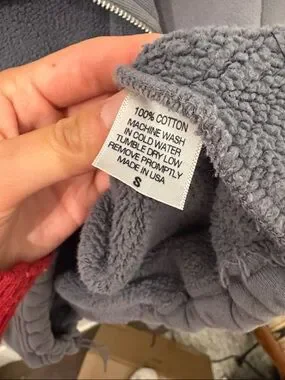 100% COTTON
MACHINE WASH
IN COLD WATER
TUMBLE DRY LOW
REMOVE PROMPTLY
MADE IN USA
S